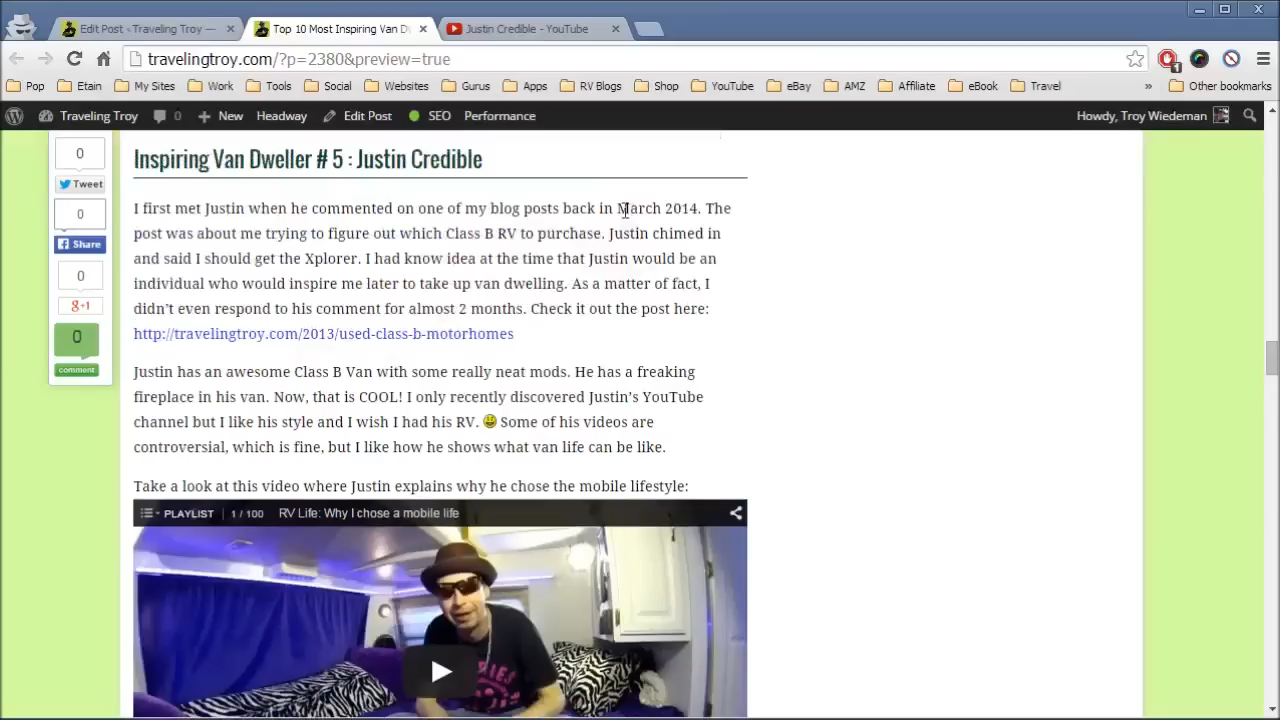 Edit Post ‹ Traveling Troy —
Top 10 Most Inspiring Van D
Justin Credible - YouTube
travelingtroy.com/?p=2380&preview=true
1
Pop Etain My Sites Work Tools Social Websites Gurus Apps RV Blogs Shop YouTube eBay AMZ Affiliate eBook Travel » Other bookmarks
Traveling Troy 0 + New Headway Edit Post SEO Performance Howdy, Troy Wiedeman
0
Tweet
0
Share
0
g+1
0
comment
Inspiring Van Dweller # 5 : Justin Credible
I first met Justin when he commented on one of my blog posts back in March 2014. The
post was about me trying to figure out which Class B RV to purchase. Justin chimed in
and said I should get the Xplorer. I had know idea at the time that Justin would be an
individual who would inspire me later to take up van dwelling. As a matter of fact, I
didn't even respond to his comment for almost 2 months. Check it out the post here:
http://travelingtroy.com/2013/used-class-b-motorhomes
Justin has an awesome Class B Van with some really neat mods. He has a freaking
fireplace in his van. Now, that is COOL! I only recently discovered Justin's YouTube
channel but I like his style and I wish I had his RV. Some of his videos are
controversial, which is fine, but I like how he shows what van life can be like.
Take a look at this video where Justin explains why he chose the mobile lifestyle:
PLAYLIST 1 / 100 RV Life: Why I chose a mobile life